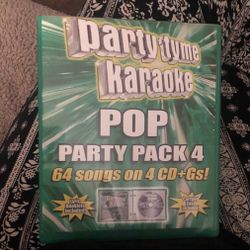 party tyme
karaoke
POP
PARTY PACK 4
64 songs on 4 CD+Gs!